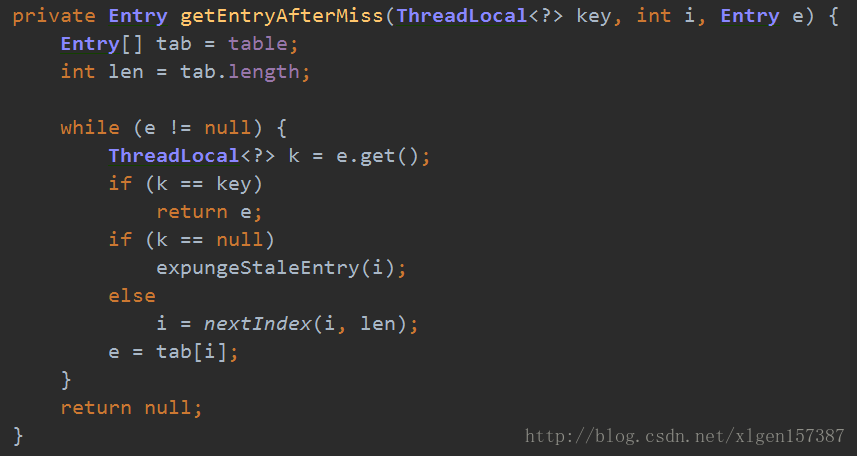 private Entry getEntryAfterMiss(ThreadLocal<?> key, int i, Entry e) {
    Entry[] tab = table;
    int len = tab.length;

    while (e != null) {
        ThreadLocal<?> k = e.get();
        if (k == key)
            return e;
        if (k == null)
            expungeStaleEntry(i);
        else
            i = nextIndex(i, len);
        e = tab[i];
    }
    return null;
}
http://blog.csdn.net/xlgen157387